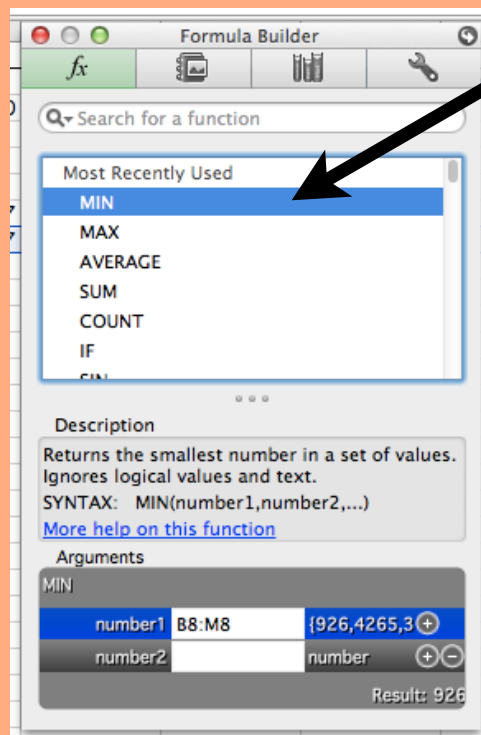 Formula Builder
fx
Search for a function
Most Recently Used
MIN
MAX
AVERAGE
SUM
COUNT
IF
SIN
Description
Returns the smallest number in a set of values.
Ignores logical values and text.
SYNTAX: MIN(number1,number2,...)
More help on this function
Arguments
MIN
number1 B8:M8 {926,4265,3
number2 number
Result: 926